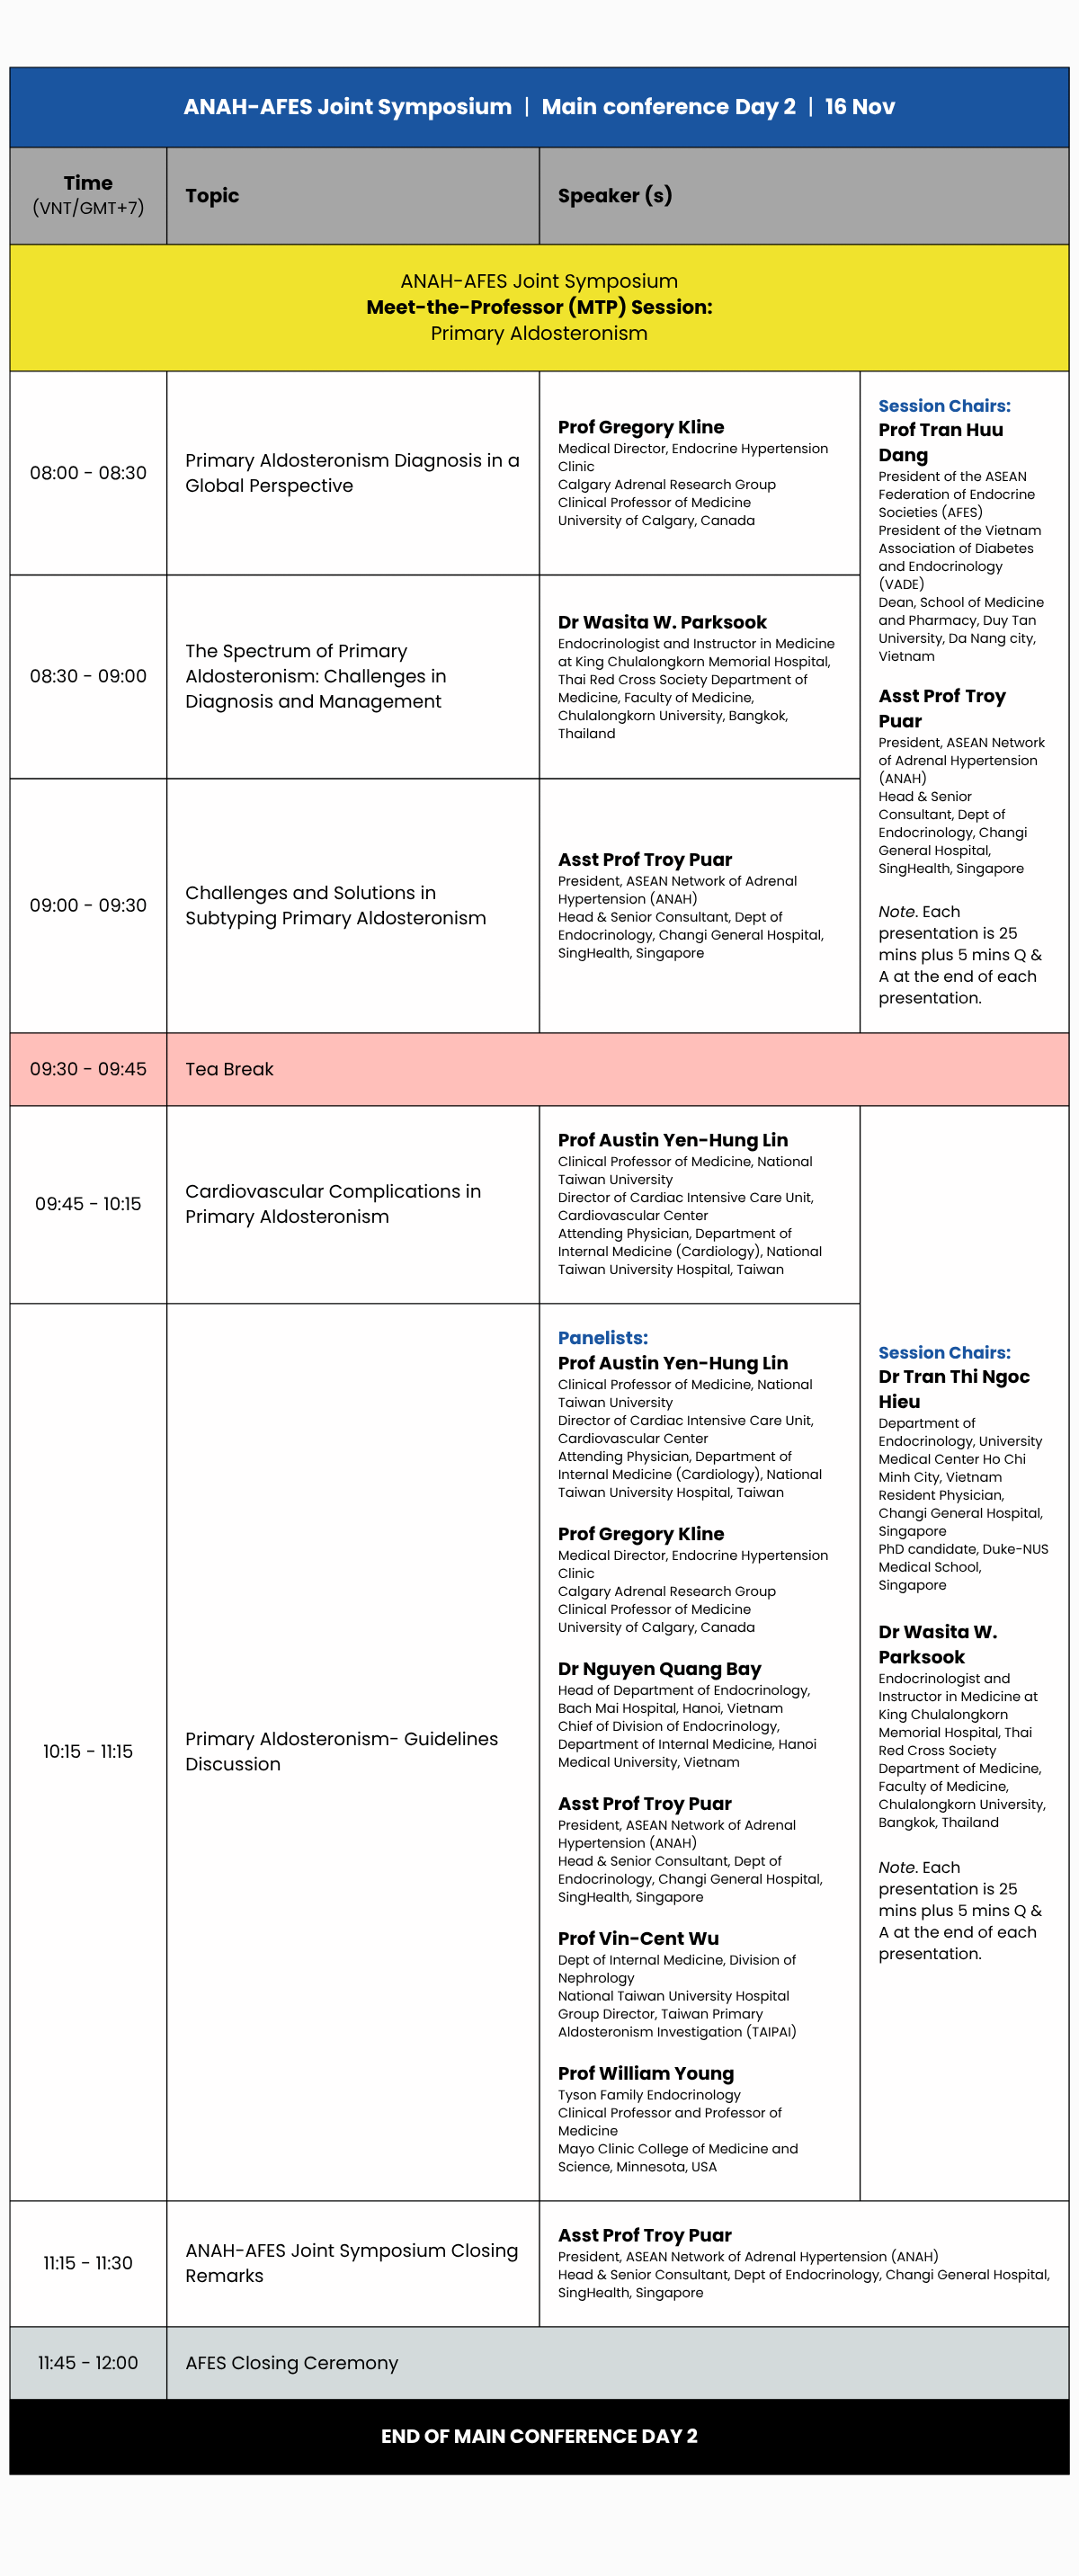 ANAH-AFES Joint Symposium | Main conference Day 2 | 16 Nov
Time
(VNT/GMT+7)
Topic
Speaker (s)
ANAH-AFES Joint Symposium
Meet-the-Professor (MTP) Session:
Primary Aldosteronism
08:00 - 08:30
Primary Aldosteronism Diagnosis in a
Global Perspective
Prof Gregory Kline
Medical Director, Endocrine Hypertension
Clinic
Calgary Adrenal Research Group
Clinical Professor of Medicine
University of Calgary, Canada
Session Chairs:
Prof Tran Huu
Dang
President of the ASEAN
Federation of Endocrine
Societies (AFES)
President of the Vietnam
Association of Diabetes
and Endocrinology
(VADE)
Dean, School of Medicine
and Pharmacy, Duy Tan
University, Da Nang city,
Vietnam
Asst Prof Troy
Puar
President, ASEAN Network
of Adrenal Hypertension
(ANAH)
Head & Senior
Consultant, Dept of
Endocrinology, Changi
General Hospital,
SingHealth, Singapore
Note. Each
presentation is 25
mins plus 5 mins Q &
A at the end of each
presentation.
08:30 - 09:00
The Spectrum of Primary
Aldosteronism: Challenges in
Diagnosis and Management
Dr Wasita W. Parksook
Endocrinologist and Instructor in Medicine
at King Chulalongkorn Memorial Hospital,
Thai Red Cross Society Department of
Medicine, Faculty of Medicine,
Chulalongkorn University, Bangkok,
Thailand
09:00 - 09:30
Challenges and Solutions in
Subtyping Primary Aldosteronism
Asst Prof Troy Puar
President, ASEAN Network of Adrenal
Hypertension (ANAH)
Head & Senior Consultant, Dept of
Endocrinology, Changi General Hospital,
SingHealth, Singapore
09:30 - 09:45
Tea Break
09:45 - 10:15
Cardiovascular Complications in
Primary Aldosteronism
Prof Austin Yen-Hung Lin
Clinical Professor of Medicine, National
Taiwan University
Director of Cardiac Intensive Care Unit,
Cardiovascular Center
Attending Physician, Department of
Internal Medicine (Cardiology), National
Taiwan University Hospital, Taiwan
10:15 - 11:15
Primary Aldosteronism- Guidelines
Discussion
Panelists:
Prof Austin Yen-Hung Lin
Clinical Professor of Medicine, National
Taiwan University
Director of Cardiac Intensive Care Unit,
Cardiovascular Center
Attending Physician, Department of
Internal Medicine (Cardiology), National
Taiwan University Hospital, Taiwan
Prof Gregory Kline
Medical Director, Endocrine Hypertension
Clinic
Calgary Adrenal Research Group
Clinical Professor of Medicine
University of Calgary, Canada
Dr Nguyen Quang Bay
Head of Department of Endocrinology,
Bach Mai Hospital, Hanoi, Vietnam
Chief of Division of Endocrinology,
Department of Internal Medicine, Hanoi
Medical University, Vietnam
Asst Prof Troy Puar
President, ASEAN Network of Adrenal
Hypertension (ANAH)
Head & Senior Consultant, Dept of
Endocrinology, Changi General Hospital,
SingHealth, Singapore
Prof Vin-Cent Wu
Dept of Internal Medicine, Division of
Nephrology
National Taiwan University Hospital
Group Director, Taiwan Primary
Aldosteronism Investigation (TAIPAI)
Prof William Young
Tyson Family Endocrinology
Clinical Professor and Professor of
Medicine
Mayo Clinic College of Medicine and
Science, Minnesota, USA
Session Chairs:
Dr Tran Thi Ngoc
Hieu
Department of
Endocrinology, University
Medical Center Ho Chi
Minh City, Vietnam
Resident Physician,
Changi General Hospital,
Singapore
PhD candidate, Duke-NUS
Medical School,
Singapore
Dr Wasita W.
Parksook
Endocrinologist and
Instructor in Medicine at
King Chulalongkorn
Memorial Hospital, Thai
Red Cross Society
Department of Medicine,
Faculty of Medicine,
Chulalongkorn University,
Bangkok, Thailand
Note. Each
presentation is 25
mins plus 5 mins Q &
A at the end of each
presentation.
11:15 - 11:30
ANAH-AFES Joint Symposium Closing
Remarks
Asst Prof Troy Puar
President, ASEAN Network of Adrenal Hypertension (ANAH)
Head & Senior Consultant, Dept of Endocrinology, Changi General Hospital,
SingHealth, Singapore
11:45 - 12:00
AFES Closing Ceremony
END OF MAIN CONFERENCE DAY 2